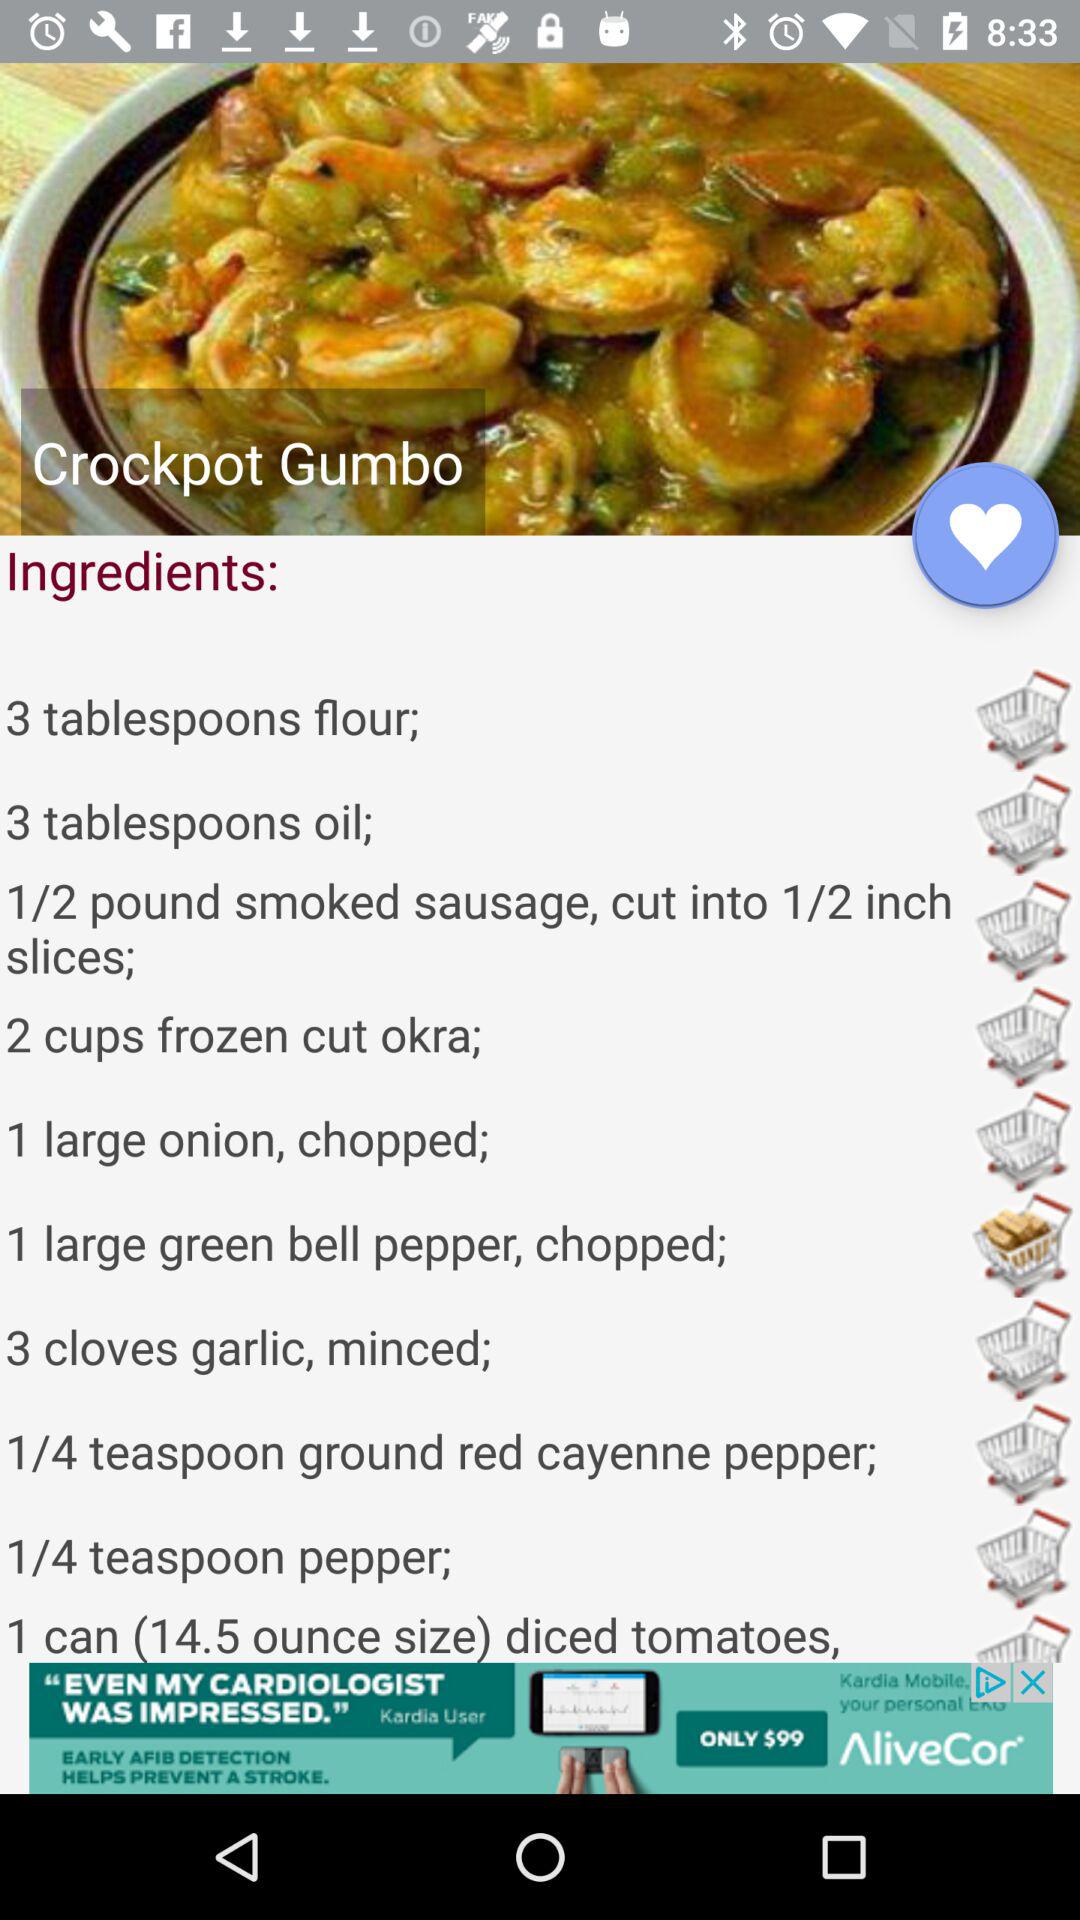 FAKE
8:33
Crockpot Gumbo
Ingredients:
3 tablespoons flour;
3 tablespoons oil;
1/2 pound smoked sausage, cut into 1/2 inch
slices;
2 cups frozen cut okra;
1 large onion, chopped;
1 large green bell pepper, chopped;
3 cloves garlic, minced;
1/4 teaspoon ground red cayenne pepper;
1/4 teaspoon pepper;
1 can (14.5 ounce size) diced tomatoes,
“EVEN MY CARDIOLOGIST
WAS IMPRESSED.” Kardia User
EARLY AFIB DETECTION
HELPS PREVENT A STROKE.
ONLY $99
Kardia Mobile,
your personal EKG
AliveCor